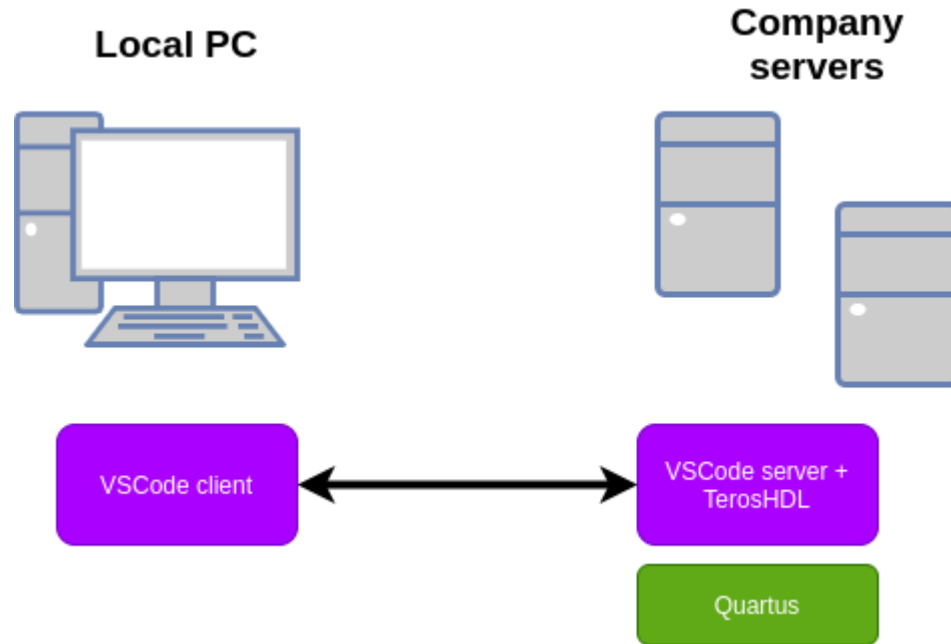 Local PC
Company
servers
VSCode client
VSCode server +
TerosHDL
Quartus